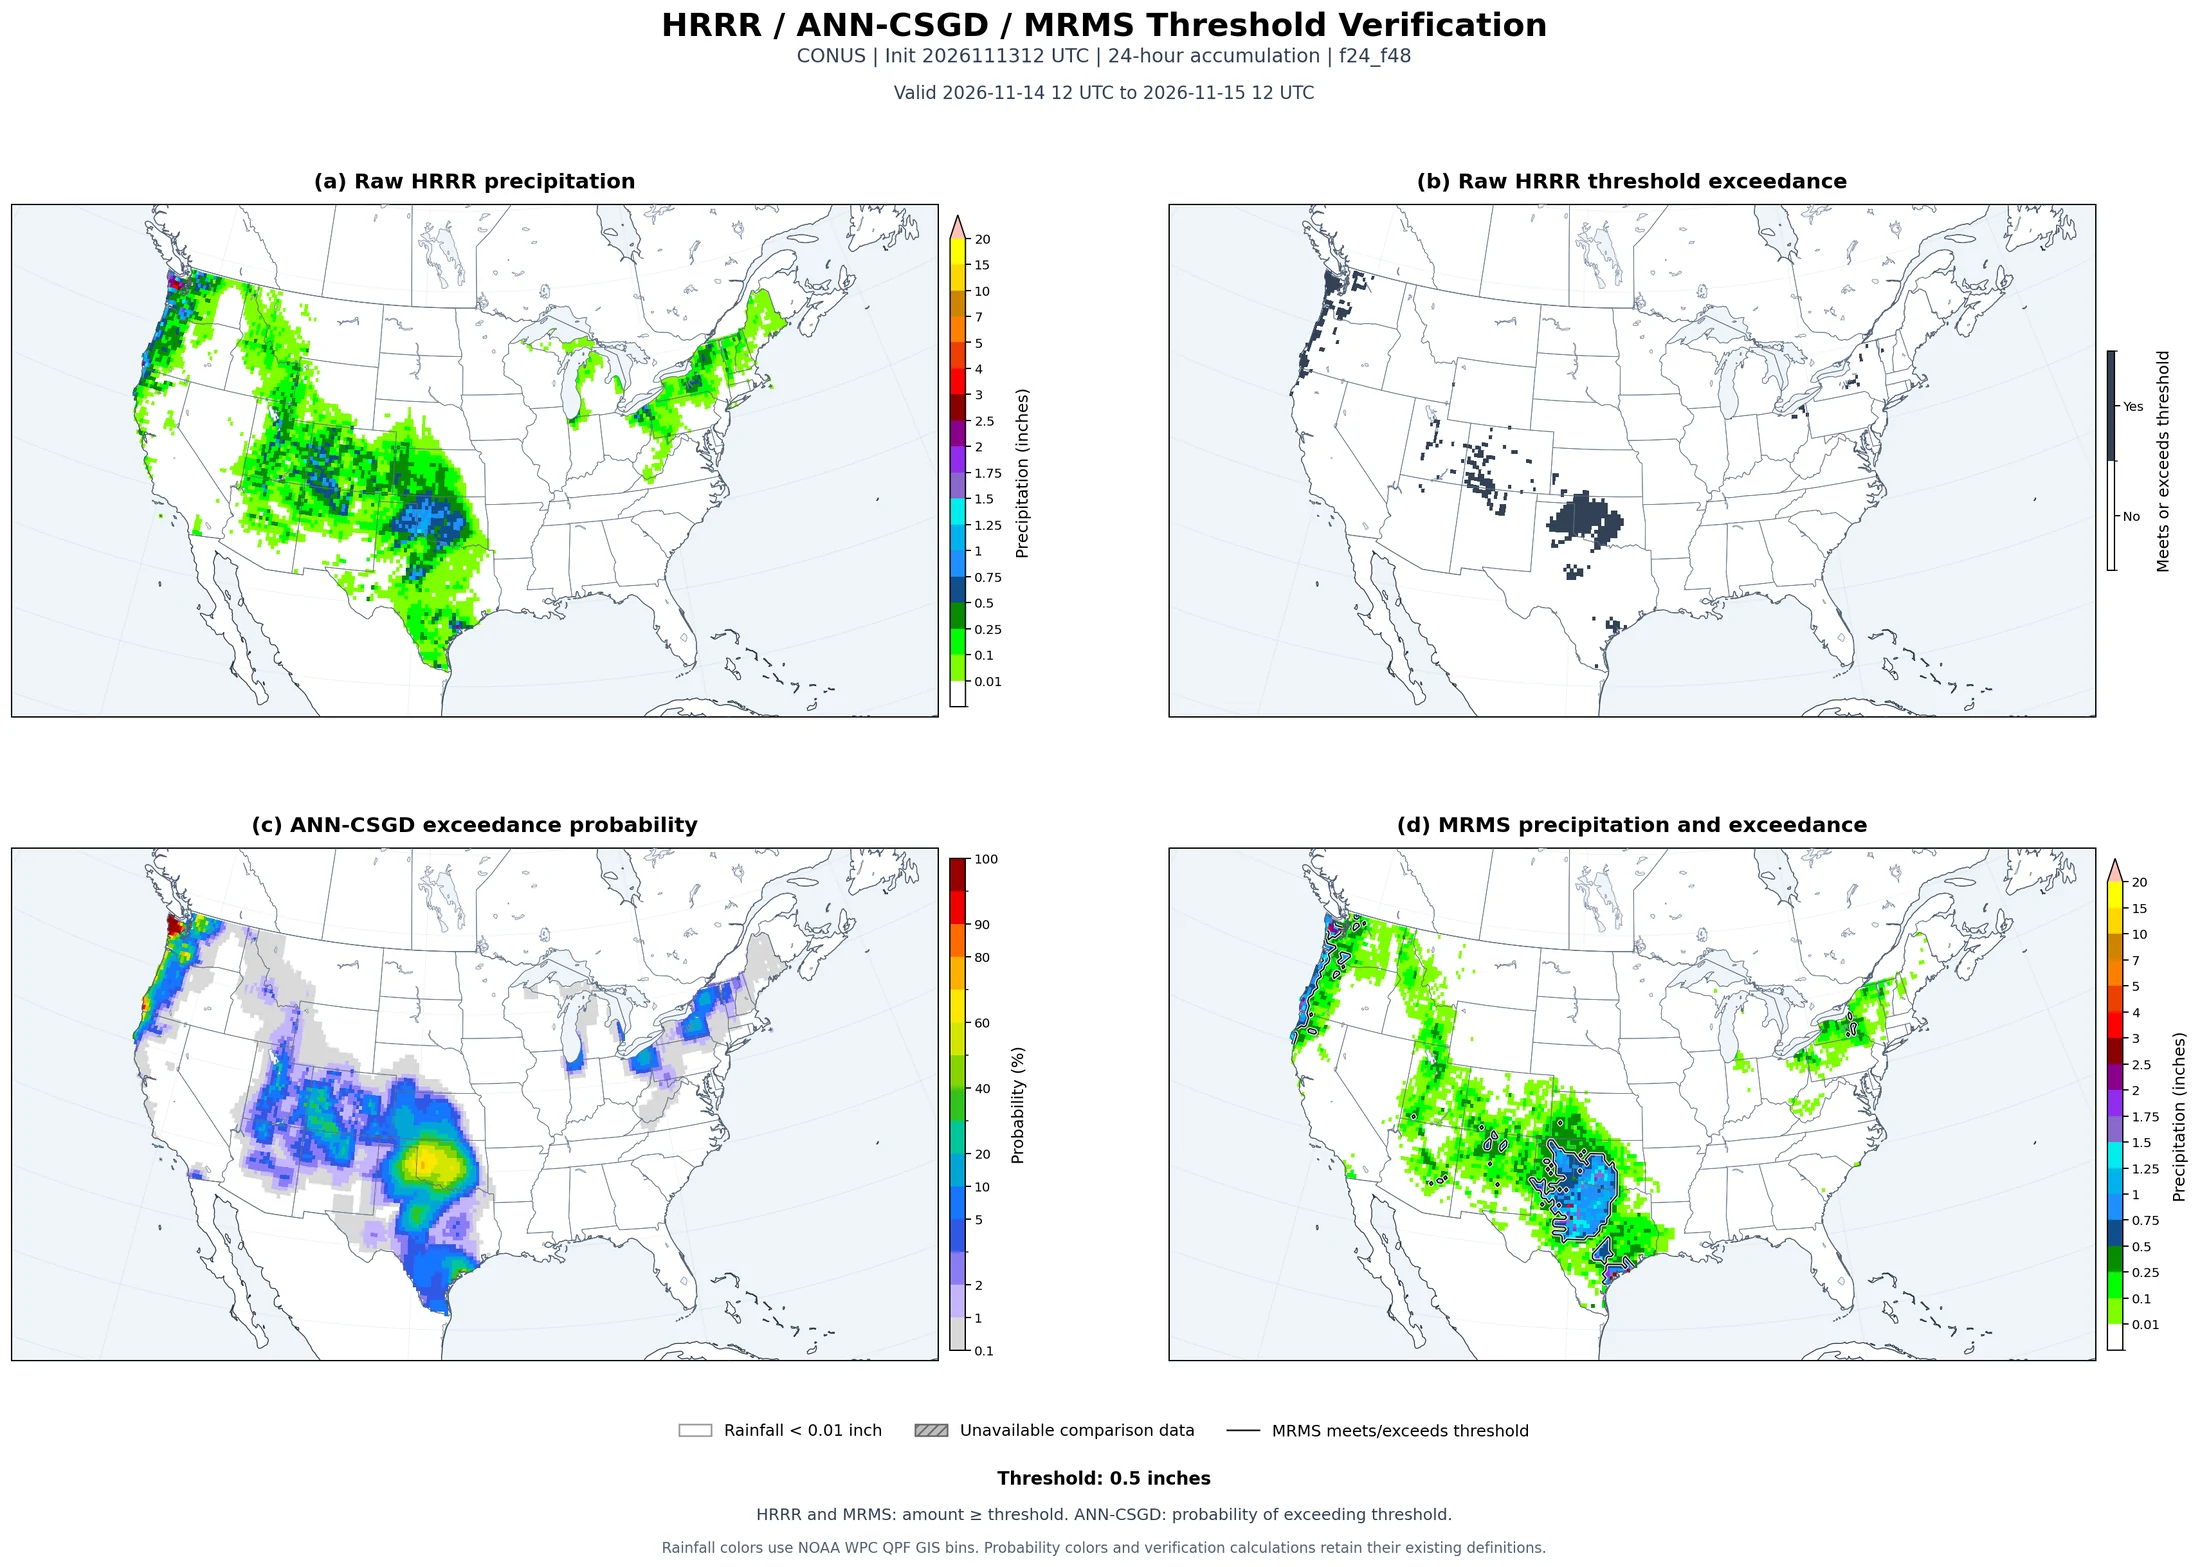 HRRR / ANN-CSGD / MRMS Threshold Verification
CONUS | Init 2026111312 UTC | 24-hour accumulation | f24_f48
Valid 2026-11-14 12 UTC to 2026-11-15 12 UTC
(a) Raw HRRR precipitation
20
15
10
7
5
4
3
2.5
2
1.75
1.5
1.25
1
0.75
0.5
0.25
0.1
0.01
Precipitation (inches)
(b) Raw HRRR threshold exceedance
Yes
No
Meets or exceeds threshold
(c) ANN-CSGD exceedance probability
100
90
80
60
40
20
10
5
2
1
0.1
Probability (%)
(d) MRMS precipitation and exceedance
20
15
10
7
5
4
3
2.5
2
1.75
1.5
1.25
1
0.75
0.5
0.25
0.1
0.01
Precipitation (inches)
Rainfall < 0.01 inch
Unavailable comparison data
MRMS meets/exceeds threshold
Threshold: 0.5 inches
HRRR and MRMS: amount ≥ threshold. ANN-CSGD: probability of exceeding threshold.
Rainfall colors use NOAA WPC QPF GIS bins. Probability colors and verification calculations retain their existing definitions.